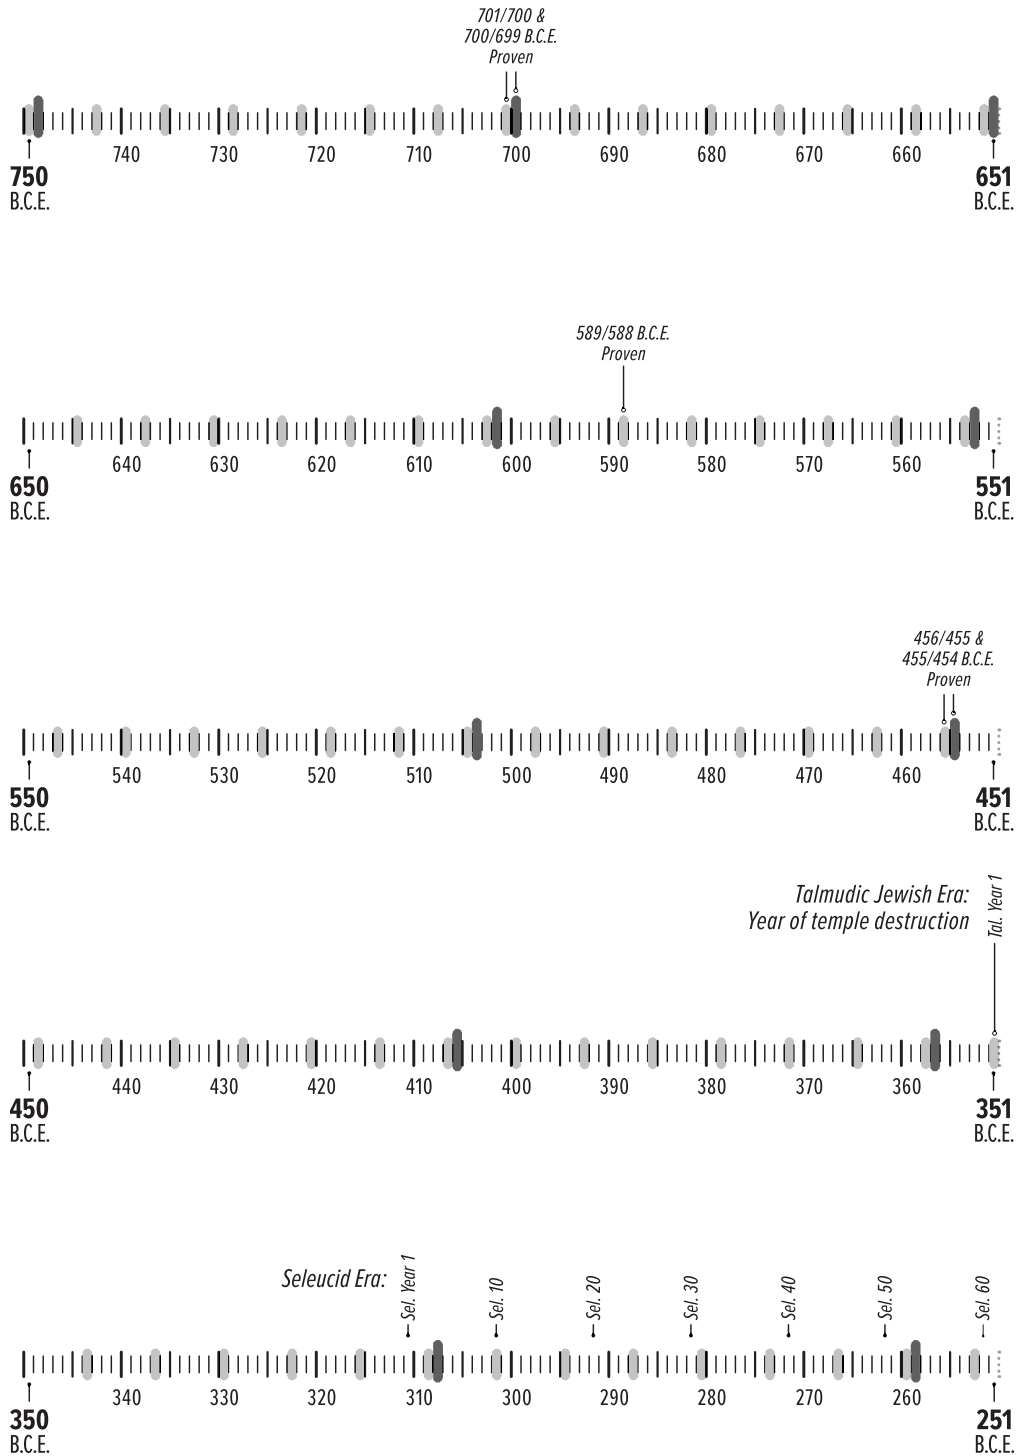 701/700 &
700/699 B.C.E.
Proven
740 730 720 710 700 690 680 670 660
750 651
B.C.E. B.C.E.
589/588 B.C.E.
Proven
640 630 620 610 600 590 580 570 560
650 551
B.C.E. B.C.E.
456/455 &
455/454 B.C.E.
Proven
540 530 520 510 500 490 480 470 460
550 451
B.C.E. B.C.E.
Talmudic Jewish Era:
Year of temple destruction
Tal. Year 1
440 430 420 410 400 390 380 370 360
450 351
B.C.E. B.C.E.
Seleucid Era: Sel. Year 1 Sel. 10 Sel. 20 Sel. 30 Sel. 40 Sel. 50 Sel. 60
340 330 320 310 300 290 280 270 260
350 251
B.C.E. B.C.E.